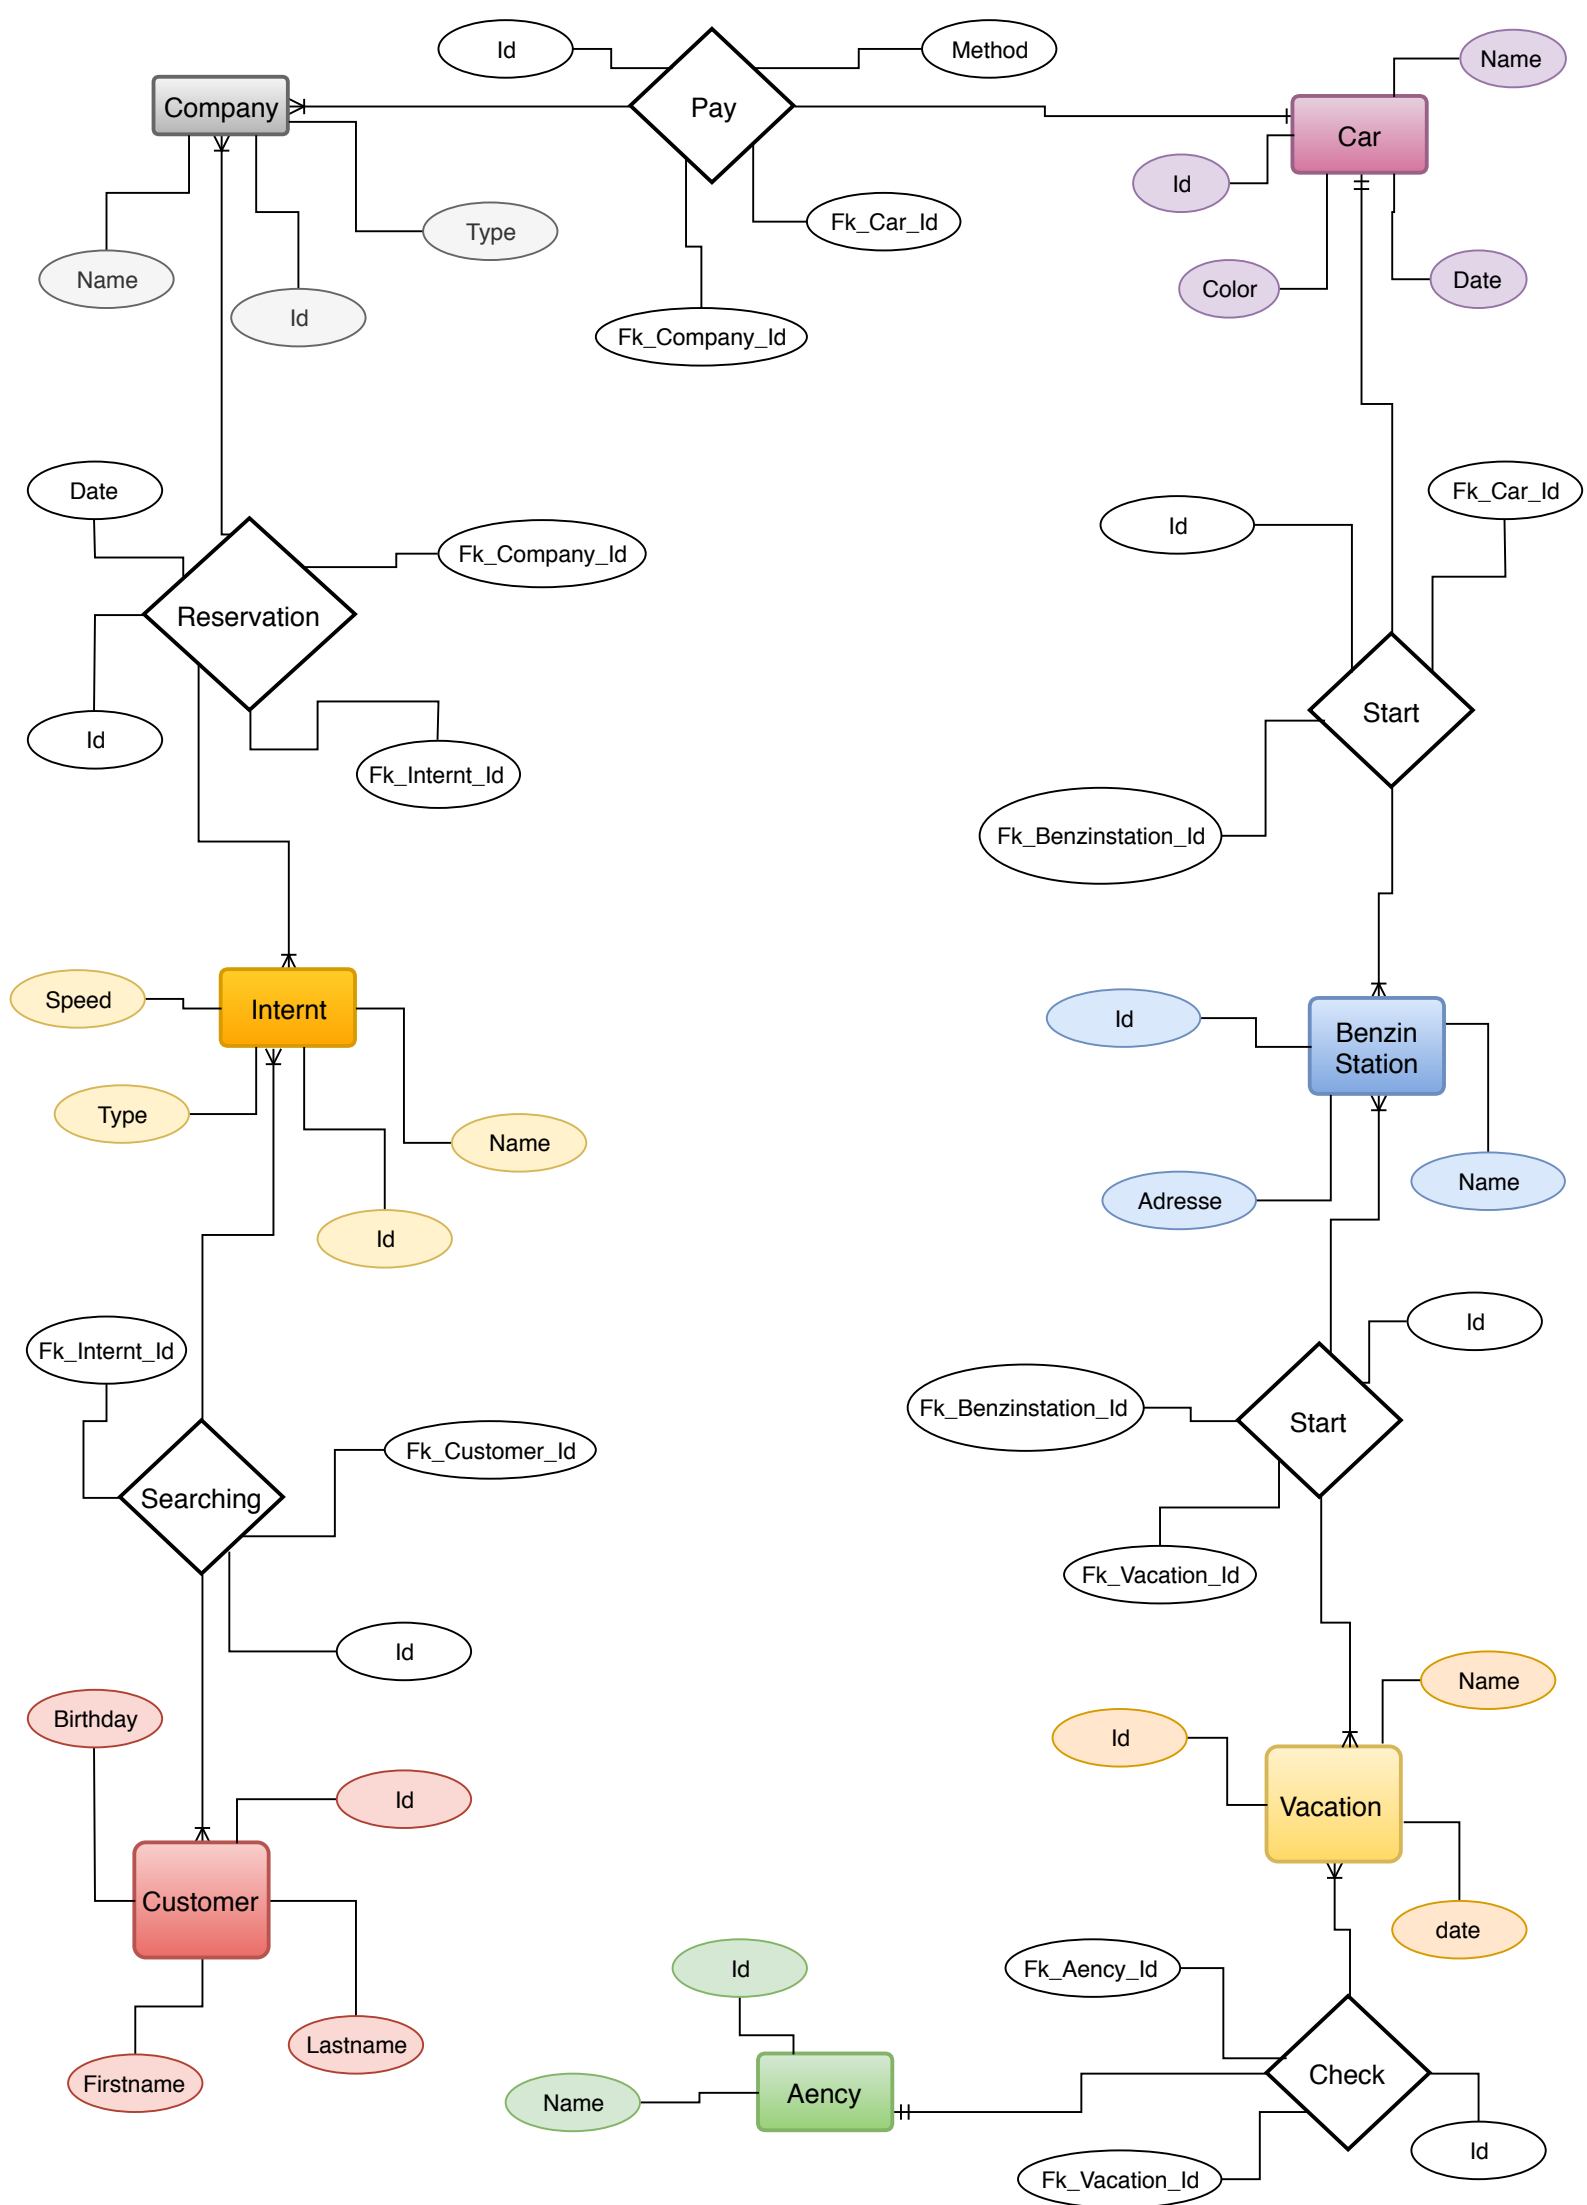 Id
Method
Name
Company
Pay
Car
Id
Fk_Car_Id
Type
Name
Color
Date
Id
Fk_Company_Id
Date
Fk_Car_Id
Id
Fk_Company_Id
Reservation
Start
Id
Fk_Internt_Id
Fk_Benzinstation_Id
Speed
Internt
Id
Benzin
Station
Type
Name
Adresse
Name
Id
Fk_Internt_Id
Id
Fk_Benzinstation_Id
Start
Fk_Customer_Id
Searching
Fk_Vacation_Id
Id
Name
Birthday
Id
Id
Vacation
Customer
date
Id
Fk_Aency_Id
Lastname
Check
Firstname
Aency
Name
Id
Fk_Vacation_Id